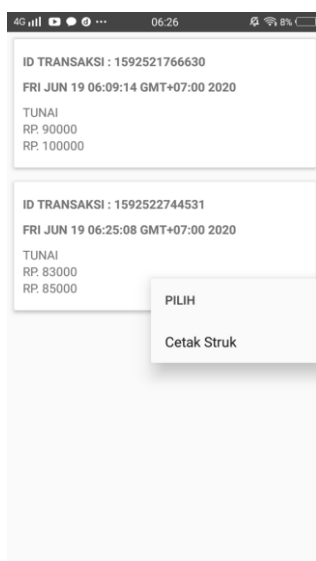 4G 06:26 8%
ID TRANSAKSI : 1592521766630
FRI JUN 19 06:09:14 GMT+07:00 2020
TUNAI
RP. 90000
RP. 100000
ID TRANSAKSI : 1592522744531
FRI JUN 19 06:25:08 GMT+07:00 2020
TUNAI
RP. 83000
RP. 85000
PILIH
Cetak Struk